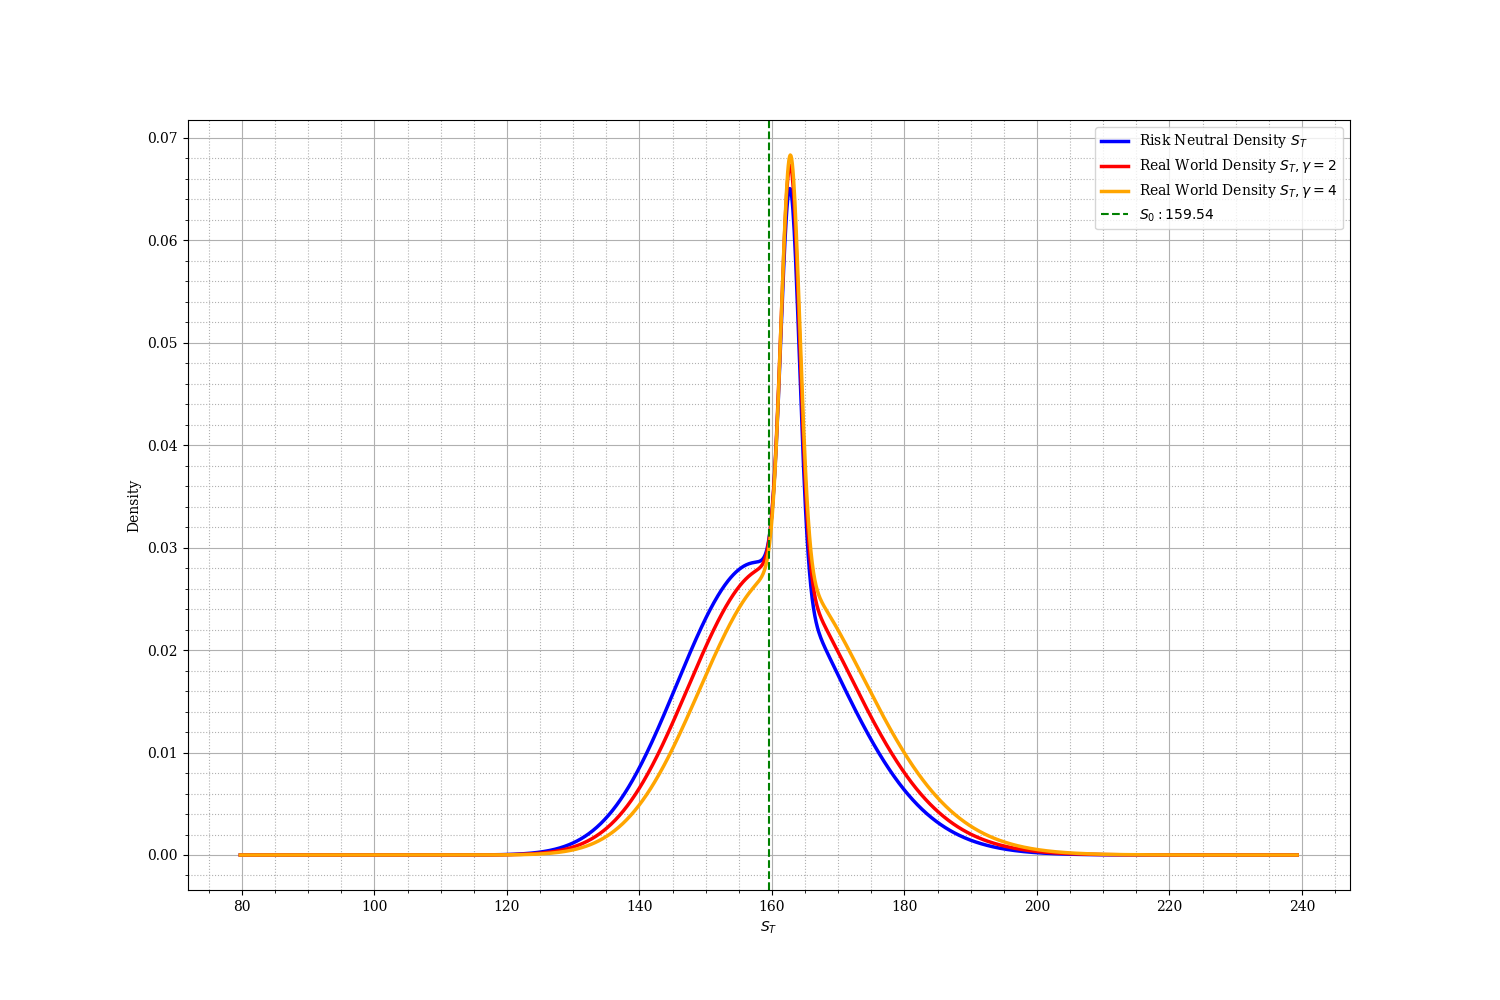 0.07
0.06
0.05
0.04
0.03
0.02
0.01
0.00
Density
80 100 120 140 160 180 200 220 240
S_T
Risk Neutral Density S_T
Real World Density S_T, γ = 2
Real World Density S_T, γ = 4
S_0 : 159.54